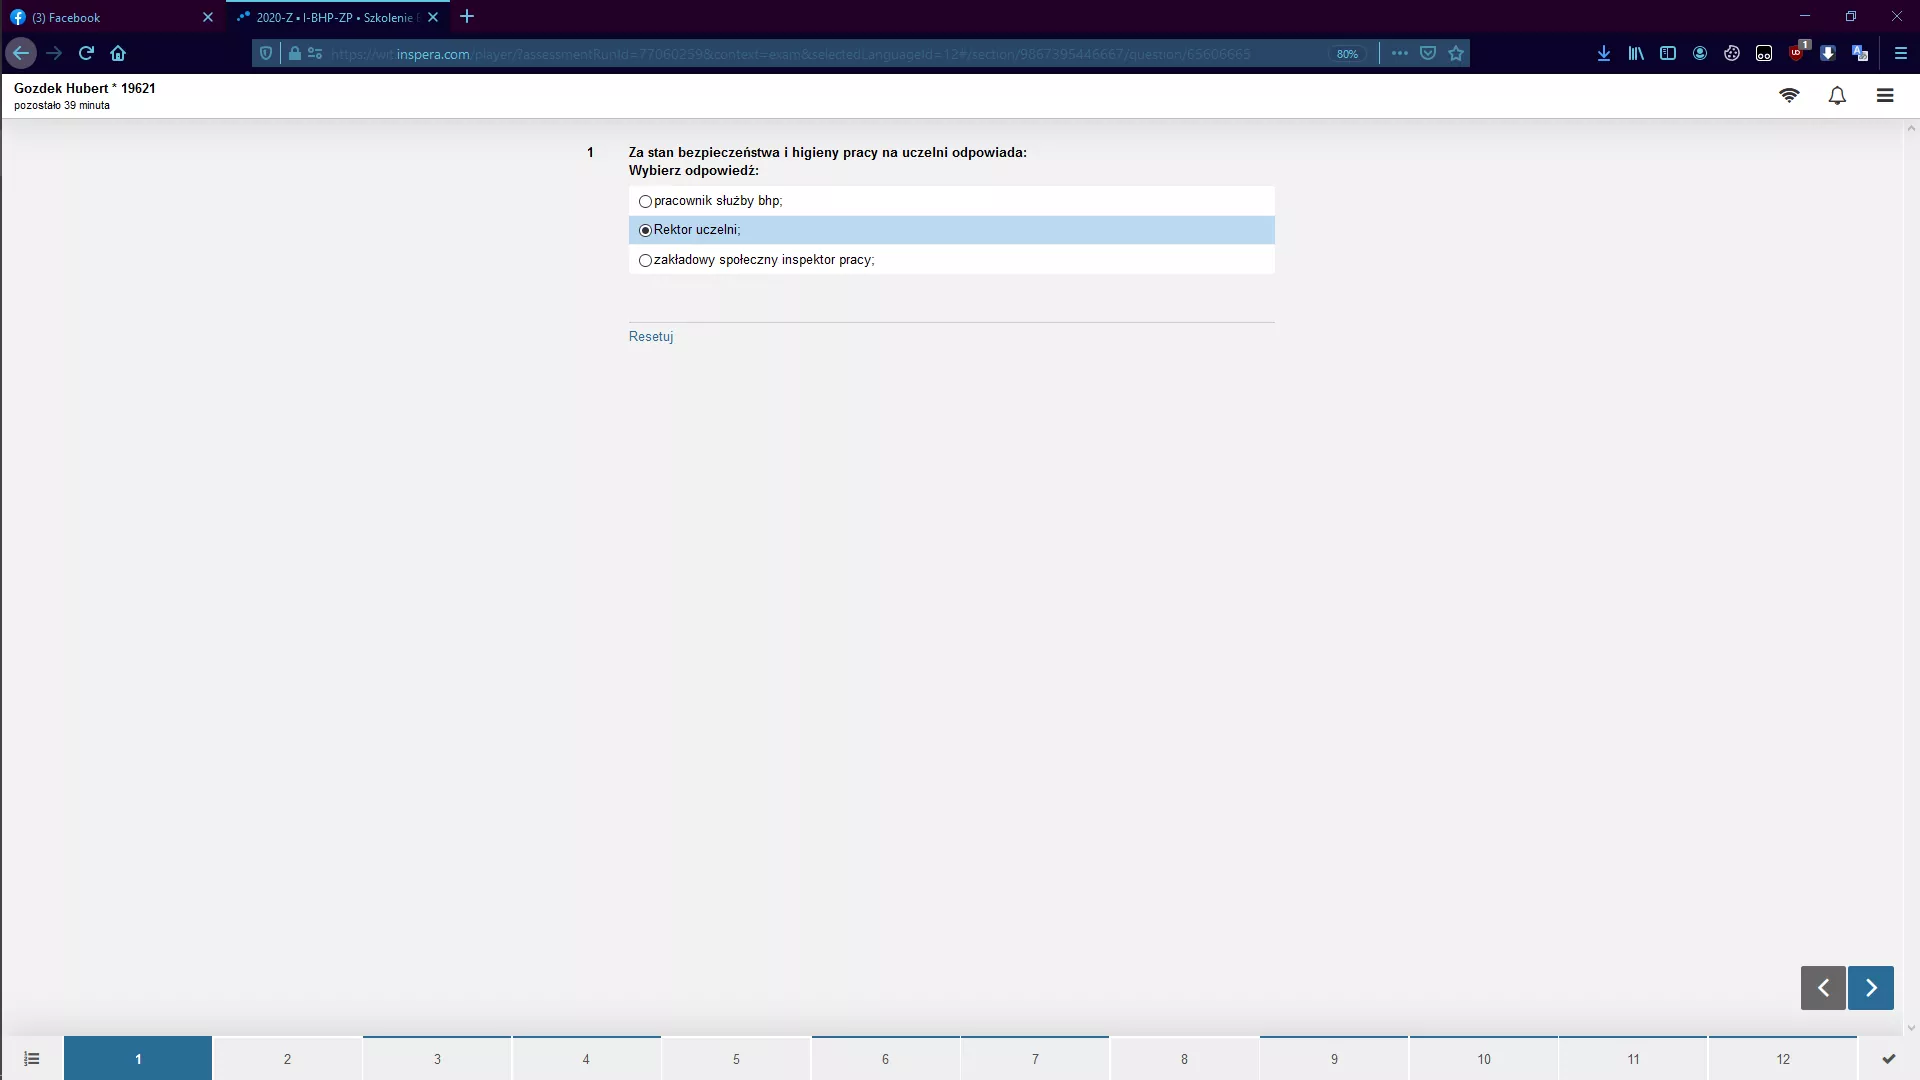 (3) Facebook
2020-Z • I-BHP-ZP • Szkolenie
https://wit.inspera.com/player/?assessmentRunId=77060259&context=exam&selectedLanguageId=12#/section/9867395446667/question/65606665
80%
1
Gozdek Hubert * 19621
pozostało 39 minuta
1 Za stan bezpieczeństwa i higieny pracy na uczelni odpowiada:
Wybierz odpowiedź:
pracownik służby bhp;
Rektor uczelni;
zakładowy społeczny inspektor pracy;
Resetuj
1 2 3 4 5 6 7 8 9 10 11 12